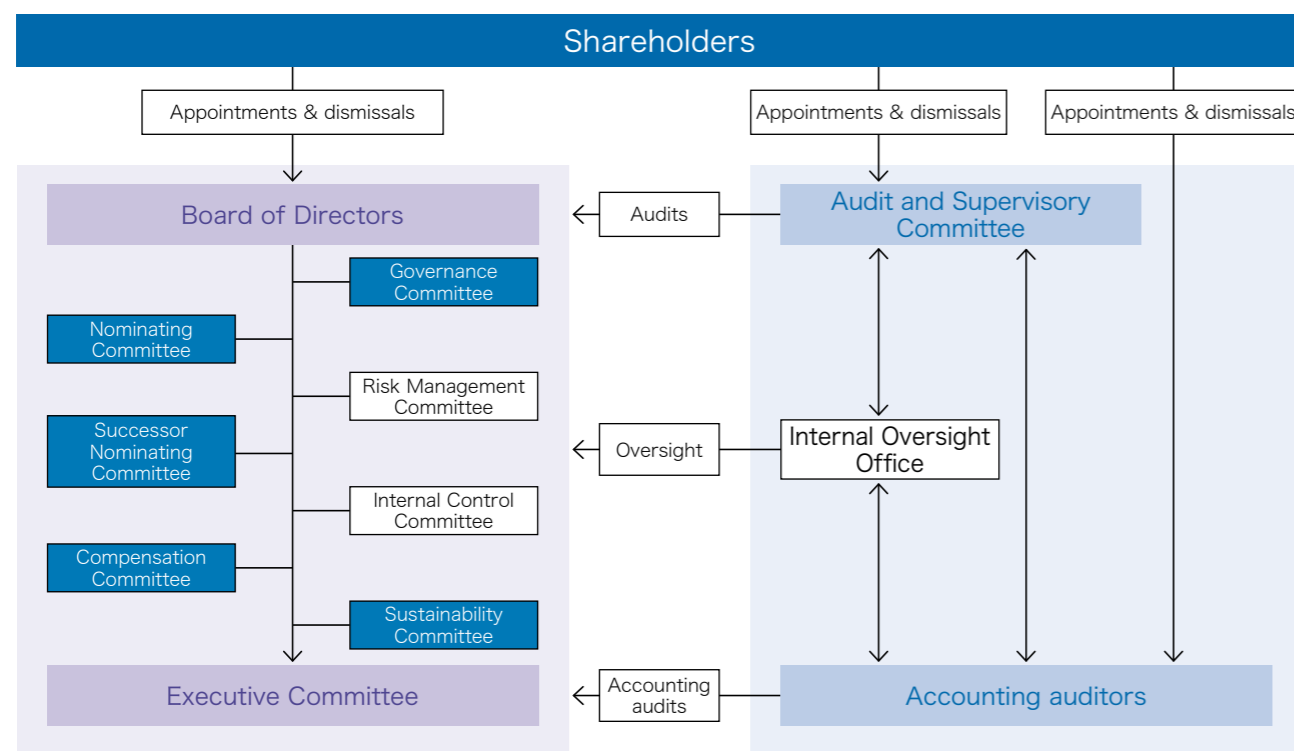 Shareholders
Appointments & dismissals
Appointments & dismissals
Appointments & dismissals
Board of Directors
Audits
Audit and Supervisory
Committee
Governance
Committee
Nominating
Committee
Risk Management
Committee
Successor
Nominating
Committee
Oversight
Internal Oversight
Office
Internal Control
Committee
Compensation
Committee
Sustainability
Committee
Executive Committee
Accounting
audits
Accounting auditors